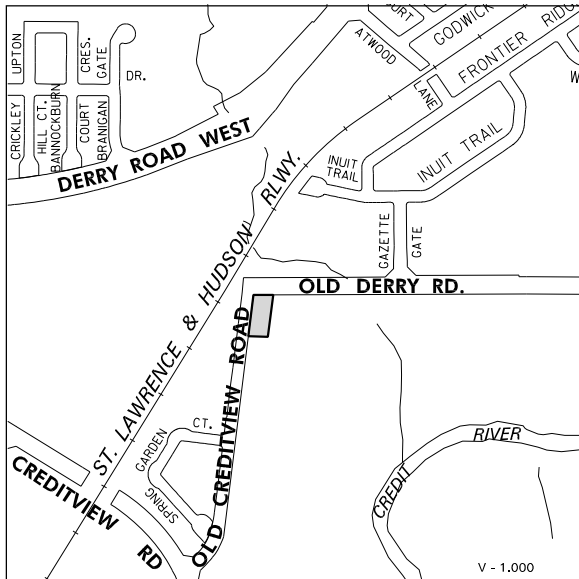 COURT
GODWICK
ATWOOD
FRONTIER RIDG
LANE
W
UPTON
CRES.
GATE
DR.
CRICKLEY
HILL CT.
BANNOCKBURN
COURT
BRANIGAN
DERRY ROAD WEST
INUIT
TRAIL
INUIT TRAIL
ST. LAWRENCE & HUDSON RLWY.
GAZETTE
GATE
OLD DERRY RD.
OLD CREDITVIEW ROAD
SPRING
GARDEN
CT.
CREDITVIEW RD
CREDIT
RIVER
V - 1.000